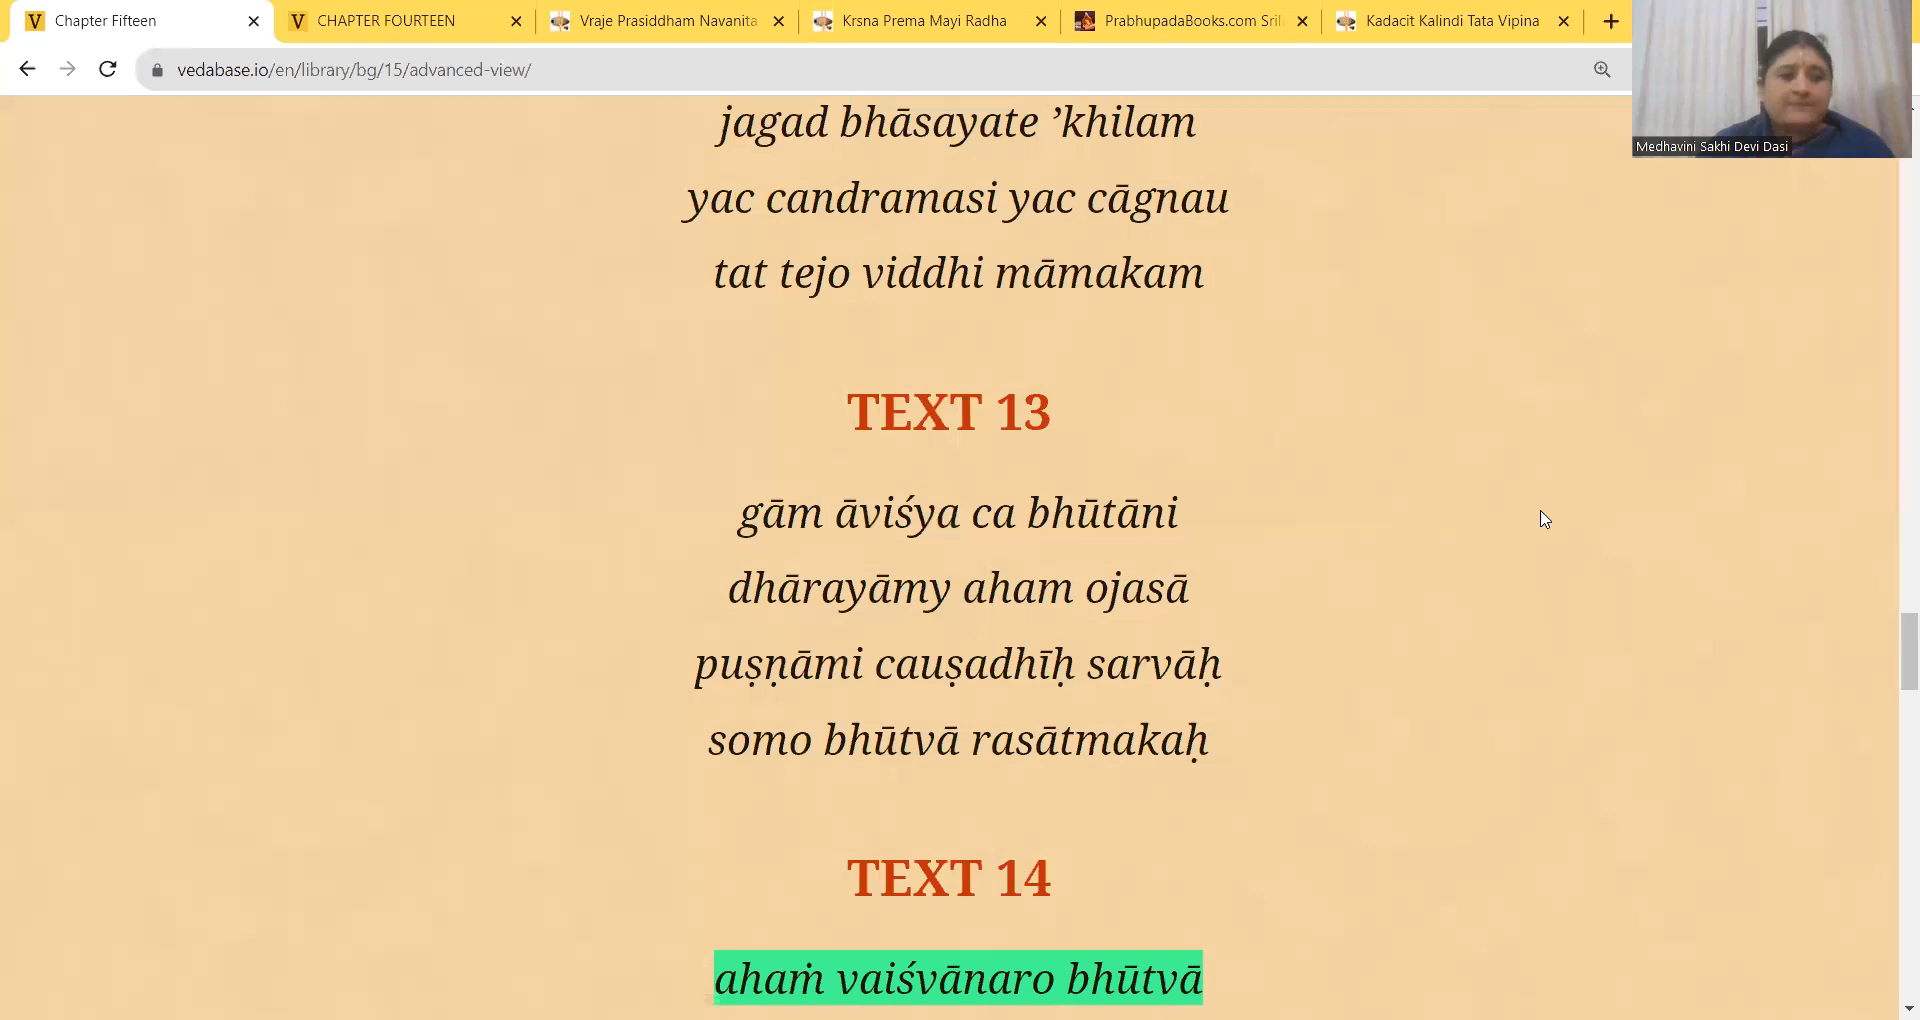 Chapter Fifteen
CHAPTER FOURTEEN
Vraje Prasiddham Navanita
Krsna Prema Mayi Radha
PrabhupadaBooks.com Sril
Kadacit Kalindi Tata Vipina
vedabase.io/en/library/bg/15/advanced-view/
Medhavini Sakhi Devi Dasi
jagad bhāsayate ’khilam
yac candramasi yac cāgnau
tat tejo viddhi māmakam
TEXT 13
gām āviśya ca bhūtāni
dhārayāmy aham ojasā
puṣṇāmi cauṣadhīḥ sarvāḥ
somo bhūtvā rasātmakaḥ
TEXT 14
ahaṁ vaiśvānaro bhūtvā